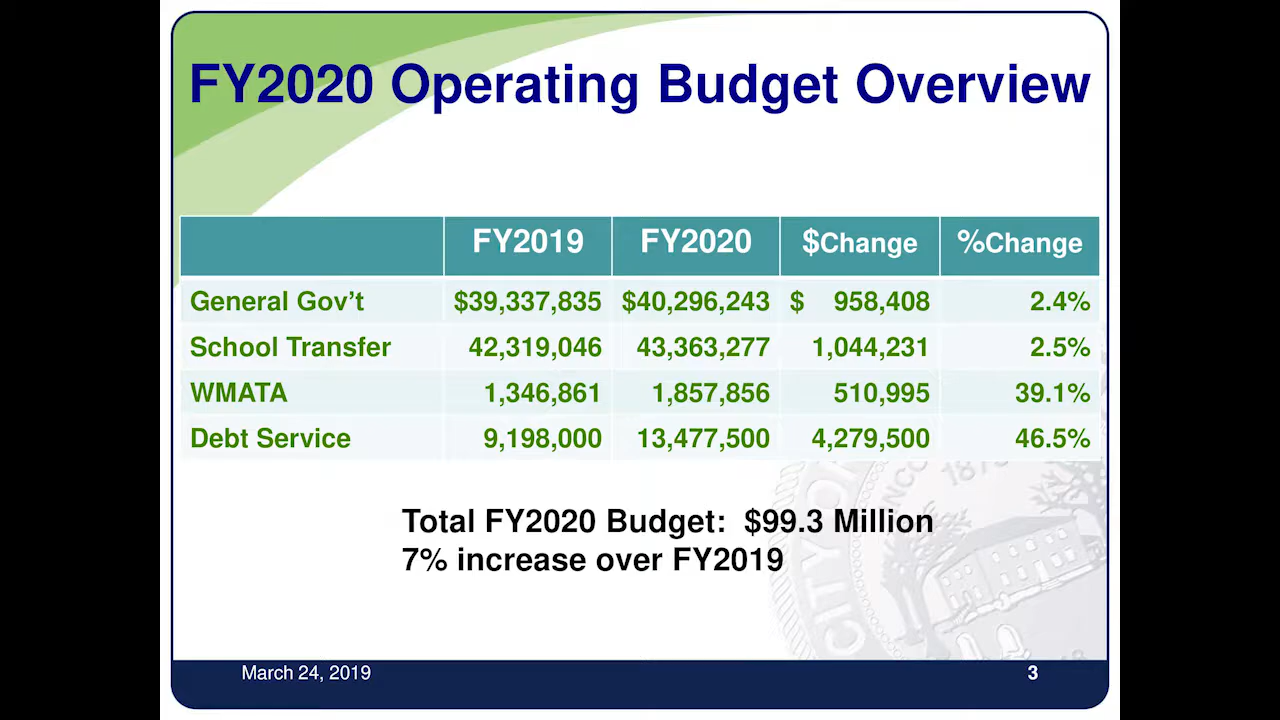 FY2020 Operating Budget Overview
FY2019 FY2020 $Change %Change
General Gov’t $39,337,835 $40,296,243 $ 958,408 2.4%
School Transfer 42,319,046 43,363,277 1,044,231 2.5%
WMATA 1,346,861 1,857,856 510,995 39.1%
Debt Service 9,198,000 13,477,500 4,279,500 46.5%
Total FY2020 Budget: $99.3 Million
7% increase over FY2019
CITY
March 24, 2019 3